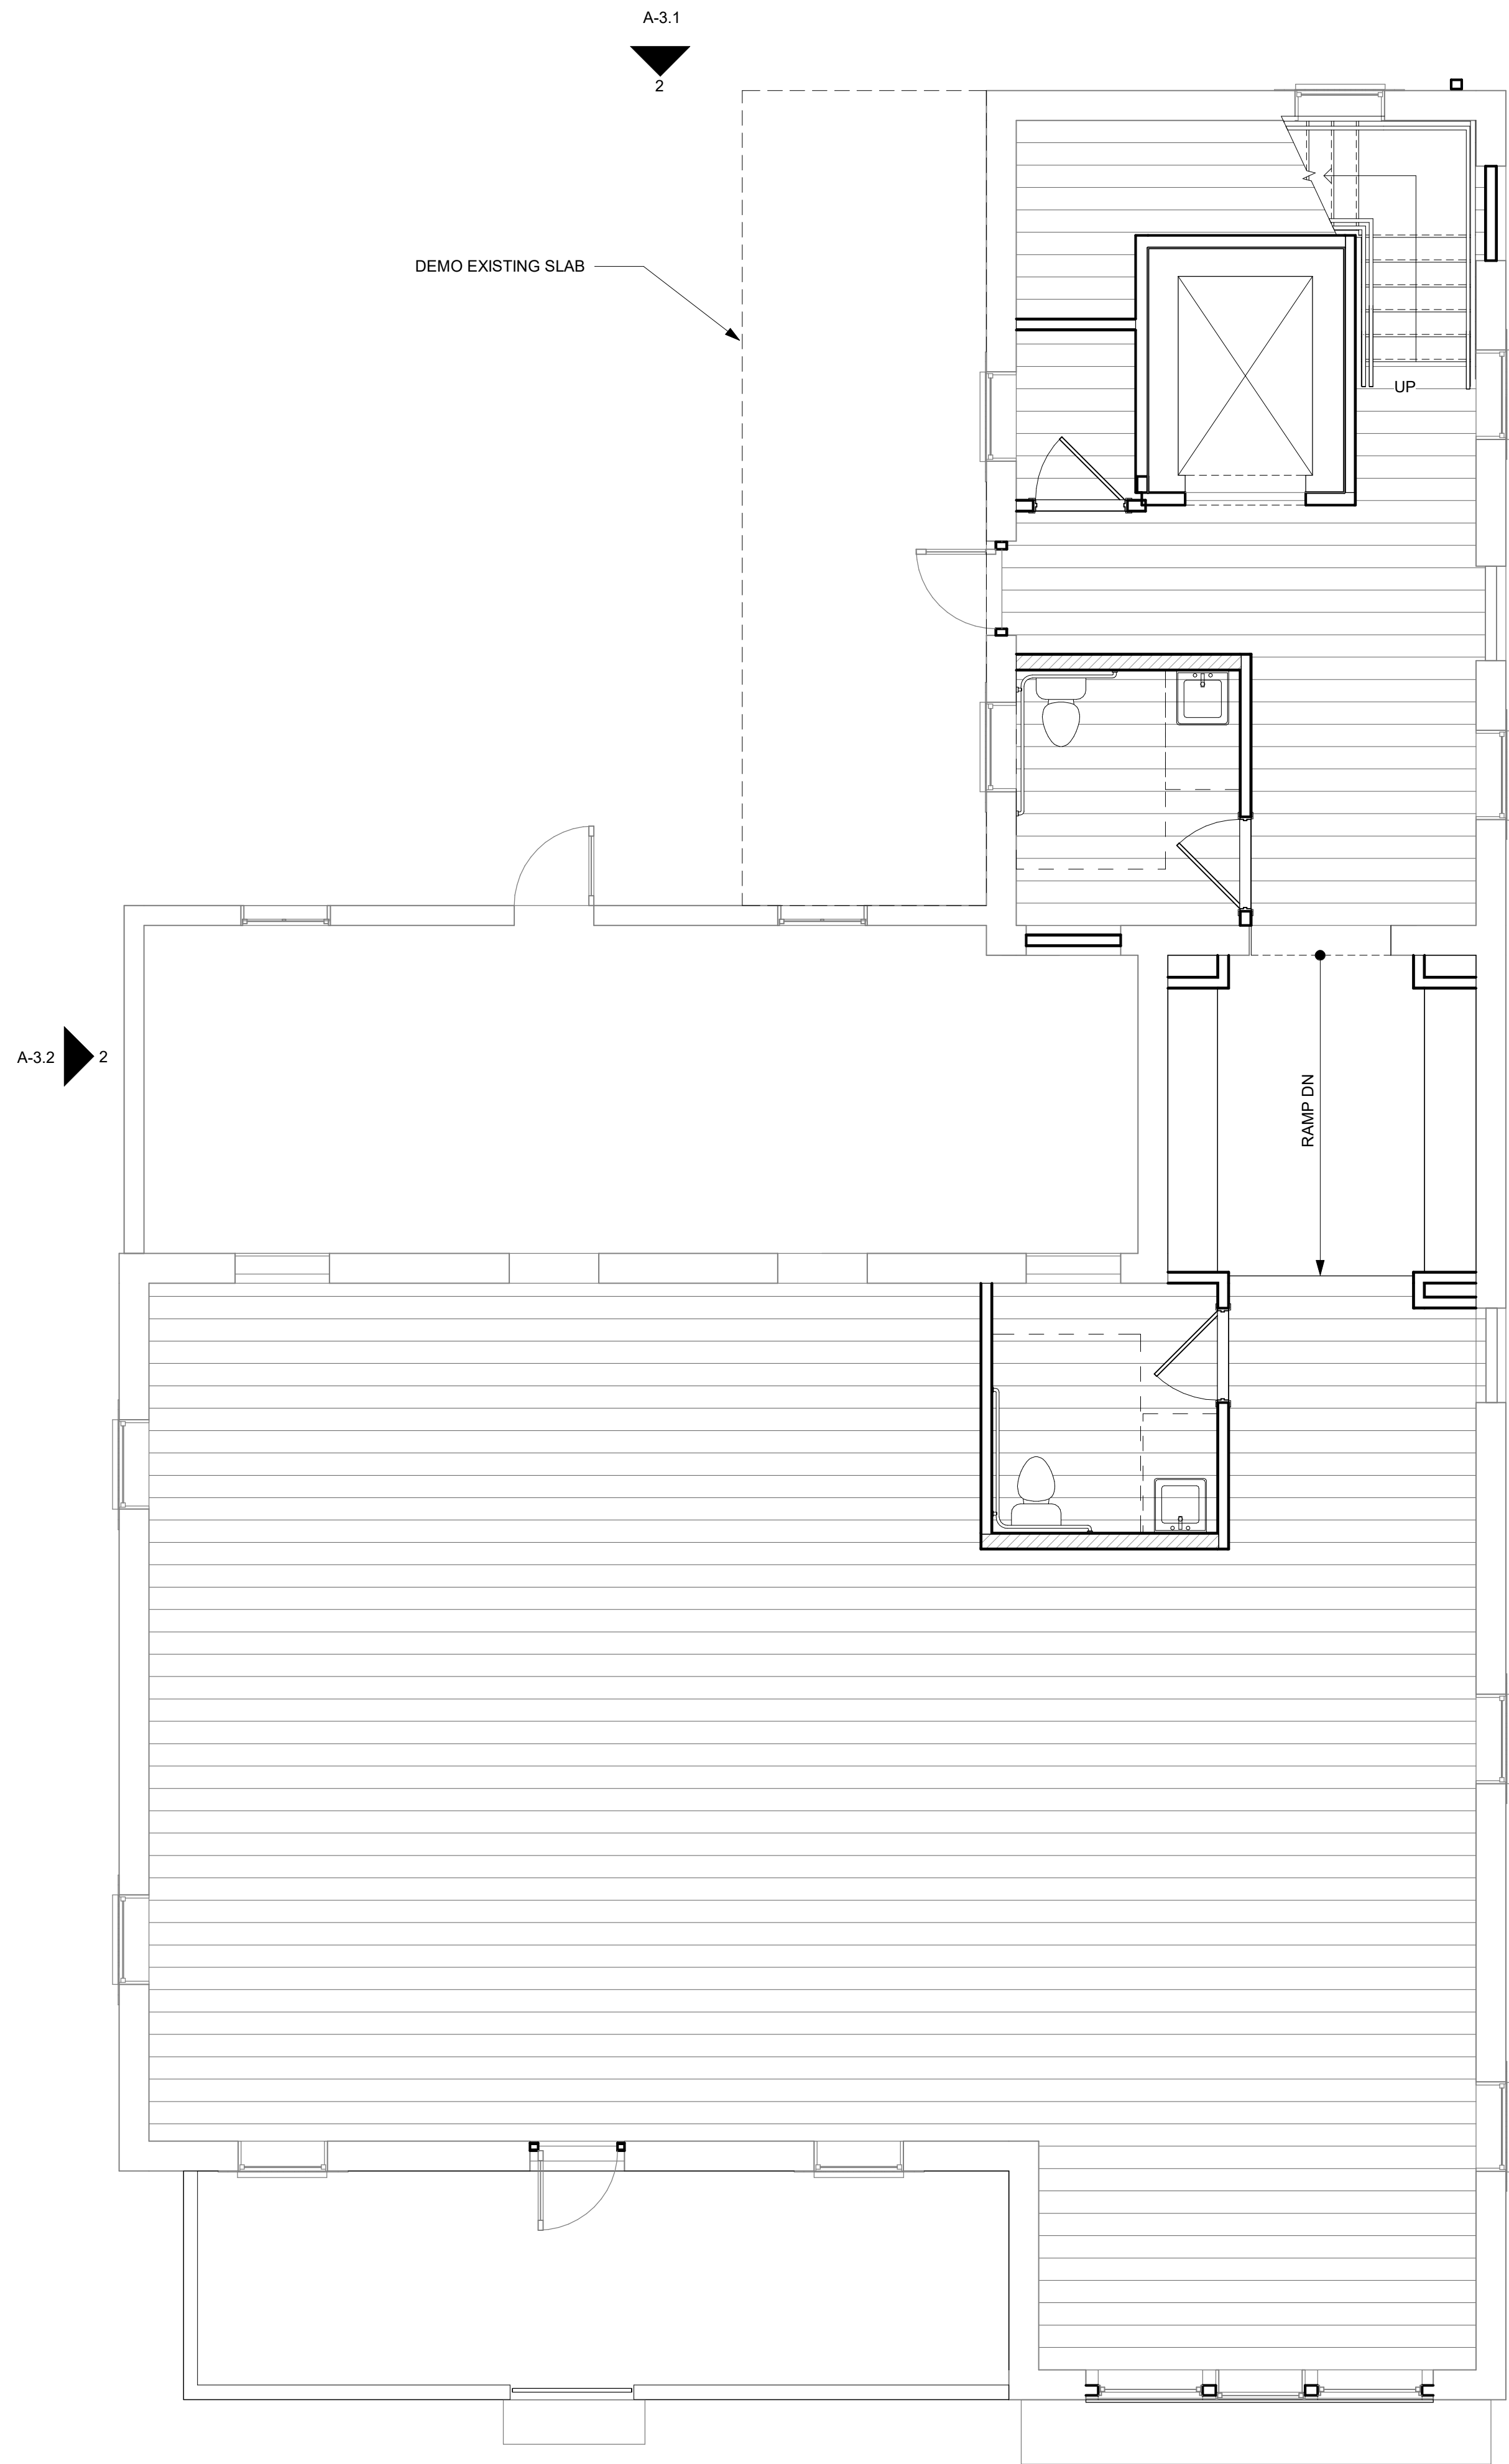 A-3.1
2
DEMO EXISTING SLAB
UP
A-3.2
2
RAMP DN